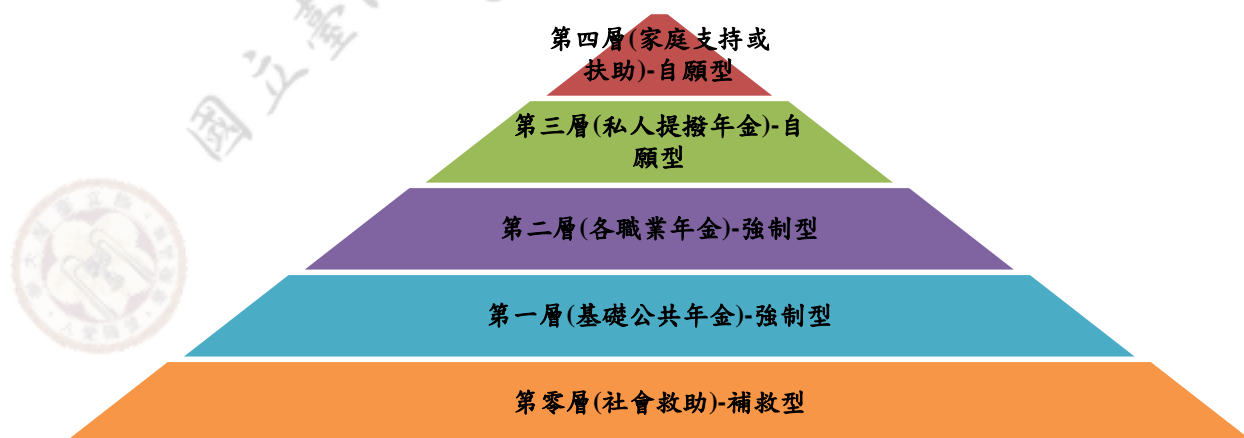 國立臺
第四層(家庭支持或
扶助)-自願型
第三層(私人提撥年金)-自
願型
第二層(各職業年金)-強制型
第一層(基礎公共年金)-強制型
第零層(社會救助)-補救型